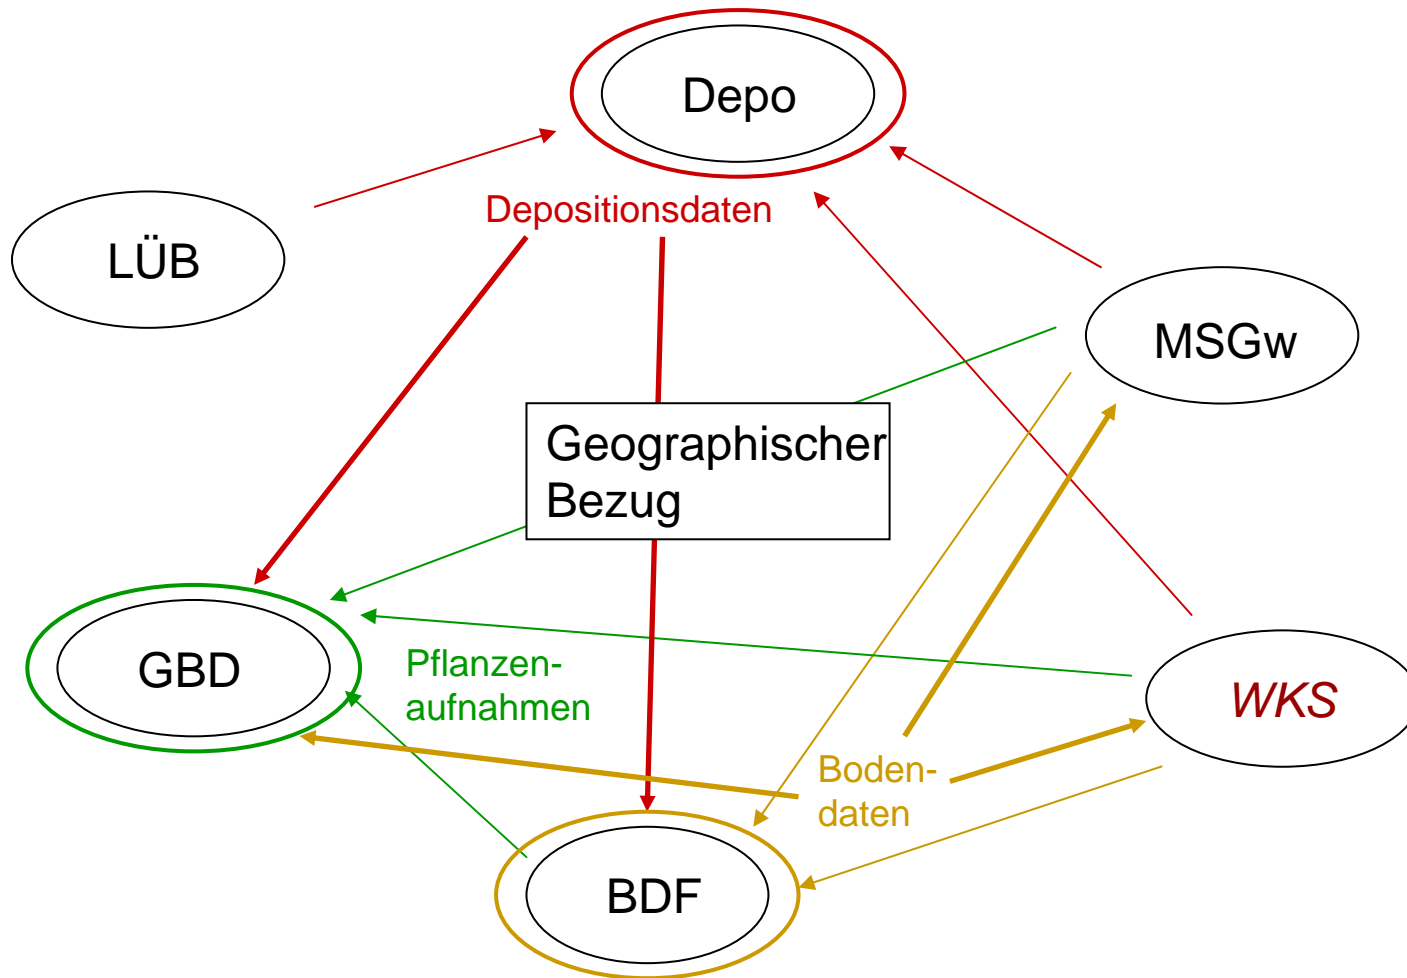 Depo
Depositionsdaten
LÜB
MSGw
Geographischer
Bezug
GBD
Pflanzen-
aufnahmen
WKS
Boden-
daten
BDF